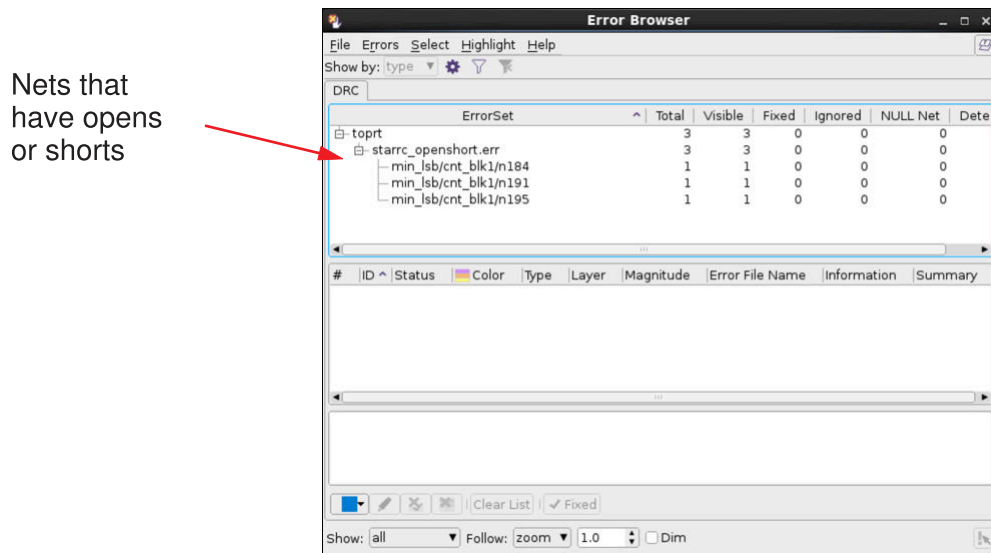 Nets that
have opens
or shorts
Error Browser
File Errors Select Highlight Help
Show by: type
DRC
ErrorSet Total Visible Fixed Ignored NULL Net Dete
toprt 3 3 0 0 0
starrc_openshort.err 3 3 0 0 0
min_lsb/cnt_blk1/n184 1 1 0 0 0
min_lsb/cnt_blk1/n191 1 1 0 0 0
min_lsb/cnt_blk1/n195 1 1 0 0 0
# ID Status Color Type Layer Magnitude Error File Name Information Summary
Clear List Fixed
Show: all Follow: zoom 1.0 Dim